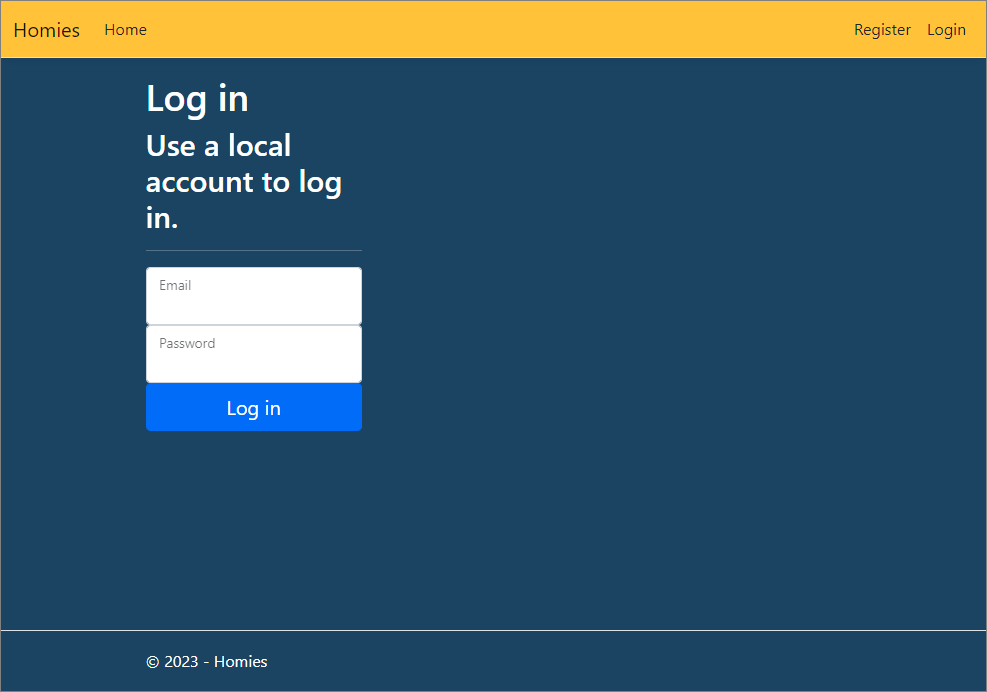 Homies Home Register Login
Log in
Use a local
account to log
in.
Email
Password
Log in
© 2023 - Homies